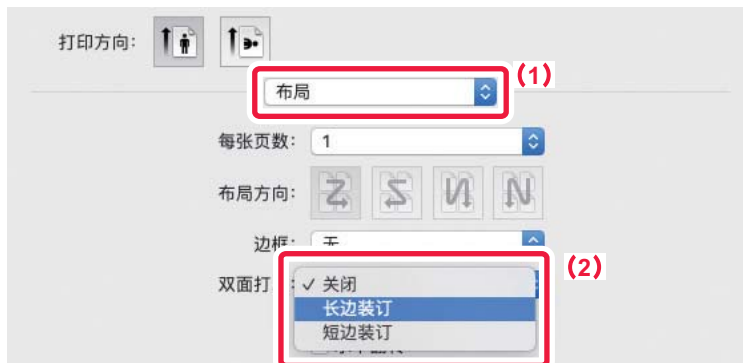 打印方向:
(1)
布局
每张页数: 1
布局方向:
边框: 无
(2)
双面打 : ✓ 关闭
长边装订
短边装订